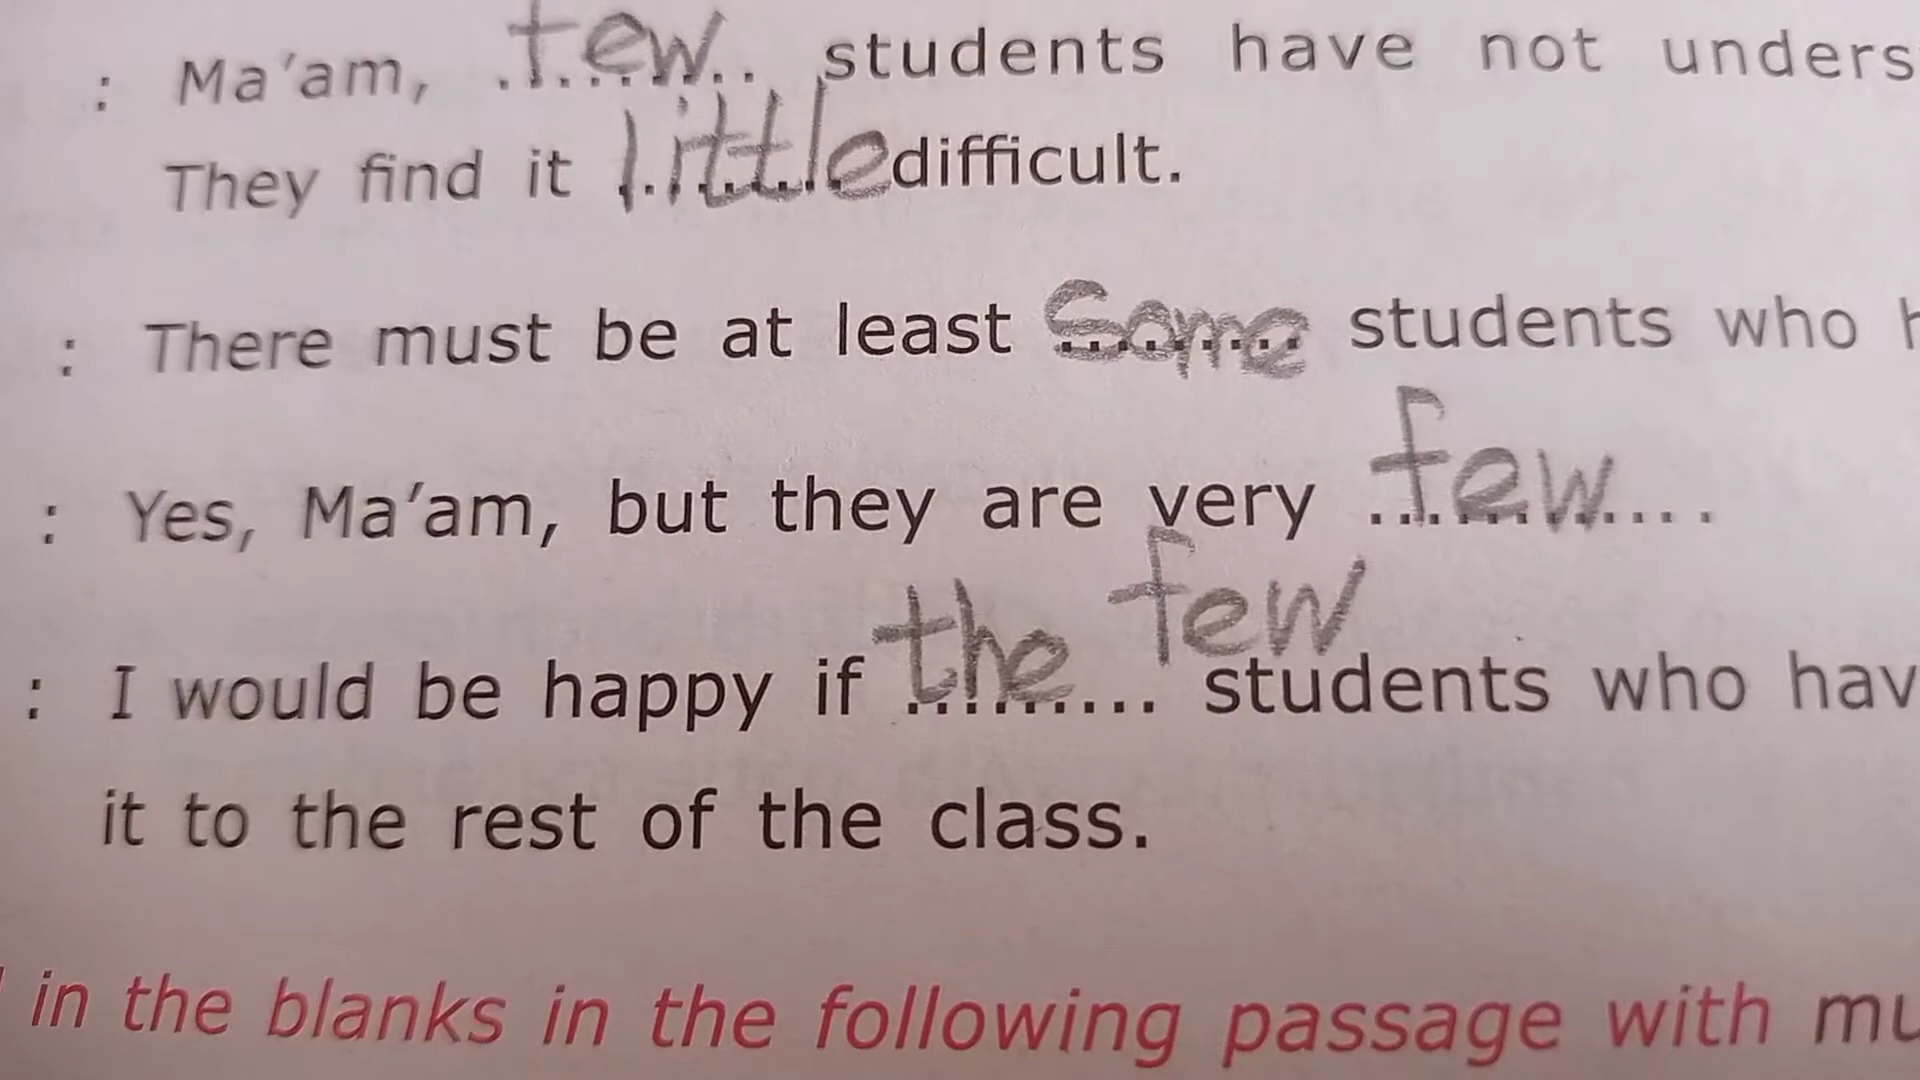 : Ma'am, few students have not unders
They find it little difficult.
: There must be at least Some students who h
: Yes, Ma'am, but they are very few
: I would be happy if the few students who hav
it to the rest of the class.
in the blanks in the following passage with mu